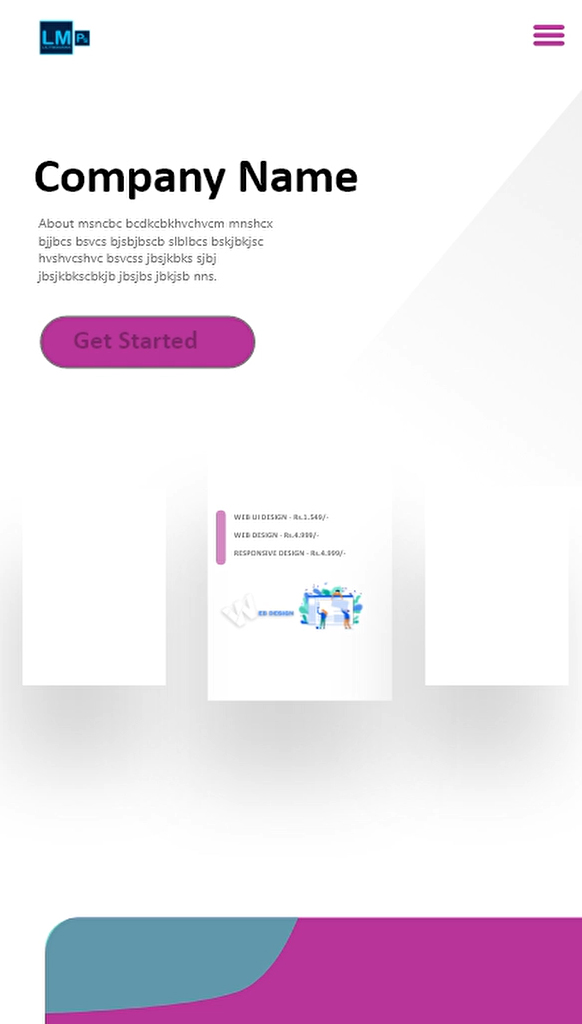 LM Ps
Company Name
About msncbc bcdkcbkhvchvcm mnshcx
bjjbcs bsvcs bjsbjbscb slblbcs bskjbkjsc
hvshvcshvc bsvcss jbsjkbks sjbj
jbsjkbkscbkjb jbsjbs jbkjsb nns.
Get Started
WEB UI DESIGN - Rs.1.549/-
WEB DESIGN - Rs.4.999/-
RESPONSIVE DESIGN - Rs.4.999/-
WEB DESIGN